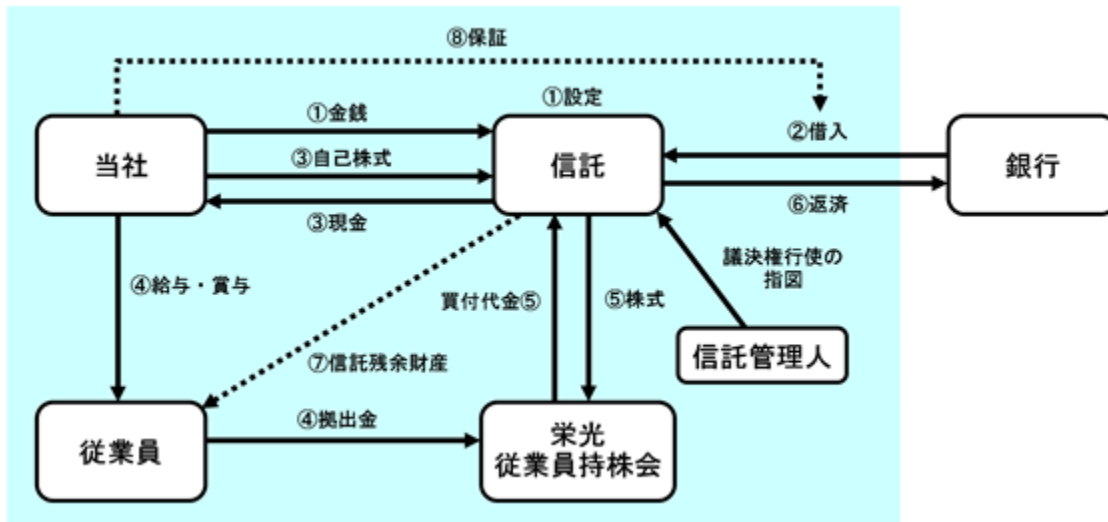 ⑧保証
①金銭
①設定
②借入
当社
③自己株式
信託
銀行
③現金
⑥返済
④給与・賞与
買付代金⑤
⑤株式
議決権行使の
指図
信託管理人
⑦信託残余財産
従業員
④拠出金
栄光
従業員持株会